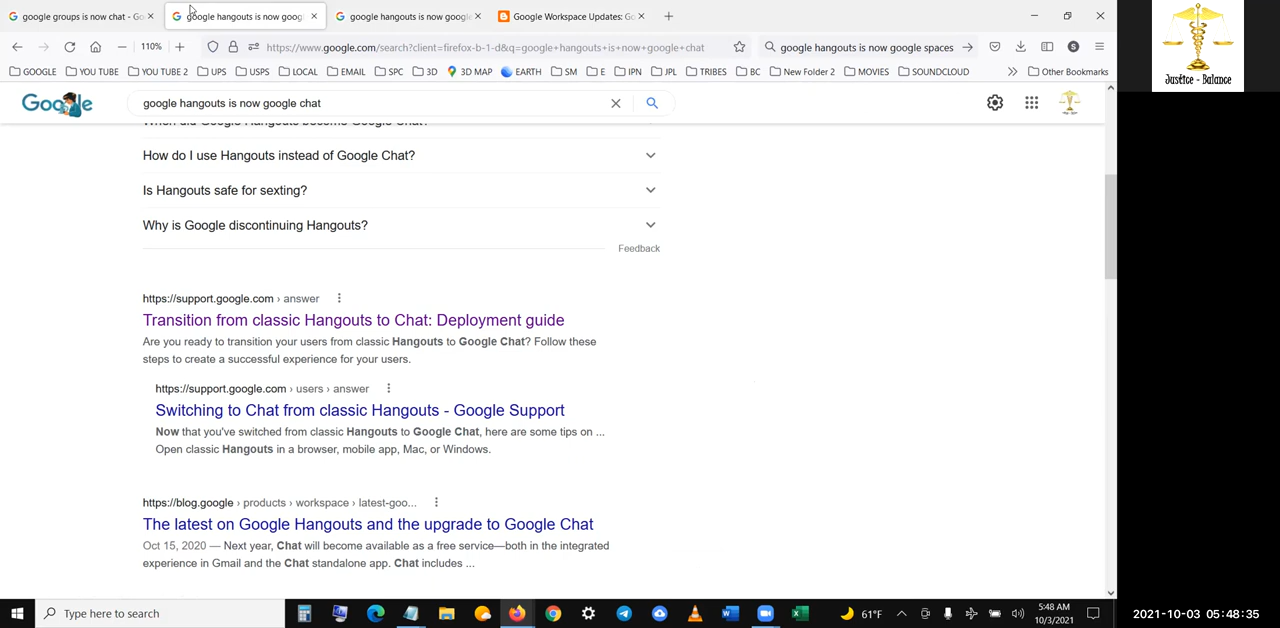 google groups is now chat - Go
google hangouts is now googl
google hangouts is now google
Google Workspace Updates: Go
110%
https://www.google.com/search?client=firefox-b-1-d&q=google+hangouts+is+now+google+chat
google hangouts is now google spaces
GOOGLE
YOU TUBE
YOU TUBE 2
UPS
USPS
LOCAL
EMAIL
SPC
3D
3D MAP
EARTH
SM
E
IPN
JPL
TRIBES
BC
New Folder 2
MOVIES
SOUNDCLOUD
Other Bookmarks
Justice - Balance
Google
google hangouts is now google chat
When did Google Hangouts become Google Chat?
How do I use Hangouts instead of Google Chat?
Is Hangouts safe for sexting?
Why is Google discontinuing Hangouts?
Feedback
https://support.google.com › answer
Transition from classic Hangouts to Chat: Deployment guide
Are you ready to transition your users from classic Hangouts to Google Chat? Follow these
steps to create a successful experience for your users.
https://support.google.com › users › answer
Switching to Chat from classic Hangouts - Google Support
Now that you've switched from classic Hangouts to Google Chat, here are some tips on ...
Open classic Hangouts in a browser, mobile app, Mac, or Windows.
https://blog.google › products › workspace › latest-goo...
The latest on Google Hangouts and the upgrade to Google Chat
Oct 15, 2020 — Next year, Chat will become available as a free service—both in the integrated
experience in Gmail and the Chat standalone app. Chat includes ...
Type here to search
61°F
5:48 AM
10/3/2021
2021-10-03 05:48:35